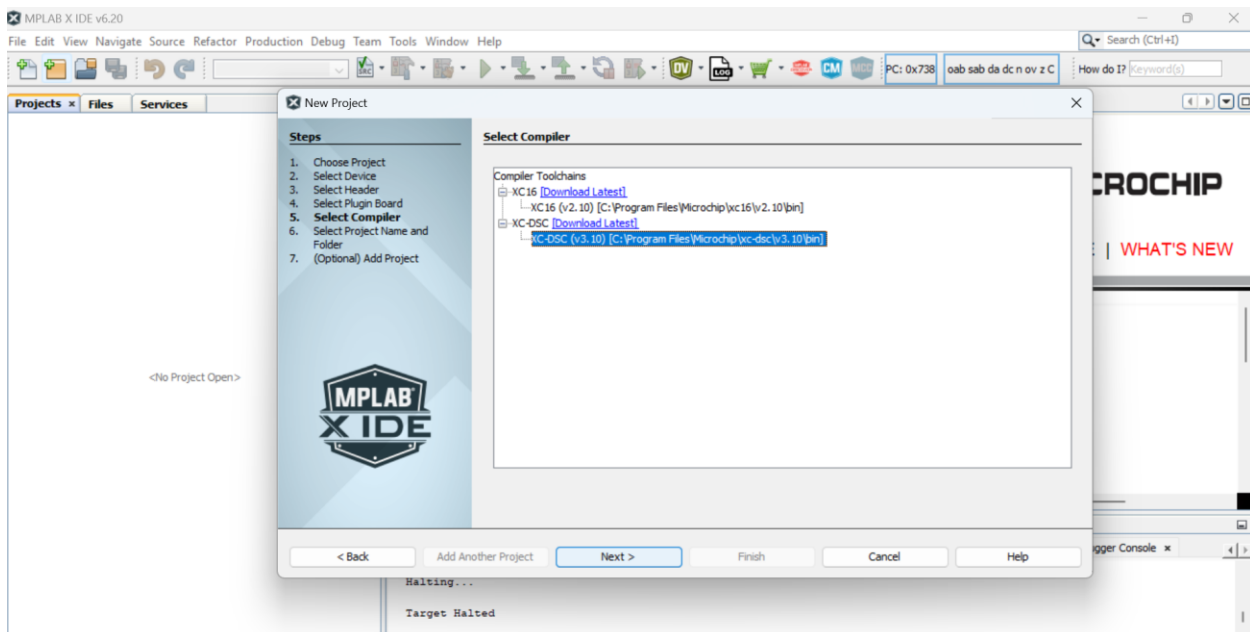 MPLAB X IDE v6.20
File Edit View Navigate Source Refactor Production Debug Team Tools Window Help
Search (Ctrl+I)
PC: 0x738
oab sab da dc n ov z C
How do I? Keyword(s)
Projects
Files
Services
<No Project Open>
New Project
Steps
1. Choose Project
2. Select Device
3. Select Header
4. Select Plugin Board
5. Select Compiler
6. Select Project Name and
Folder
7. (Optional) Add Project
MPLAB
X IDE
Select Compiler
Compiler Toolchains
XC16 [Download Latest]
XC16 (v2.10) [C:\Program Files\Microchip\xc16\v2.10\bin]
XC-DSC [Download Latest]
XC-DSC (v3.10) [C:\Program Files\Microchip\xc-dsc\v3.10\bin]
< Back
Add Another Project
Next >
Finish
Cancel
Help
CROCHIP
| WHAT'S NEW
gger Console
Halting...
Target Halted